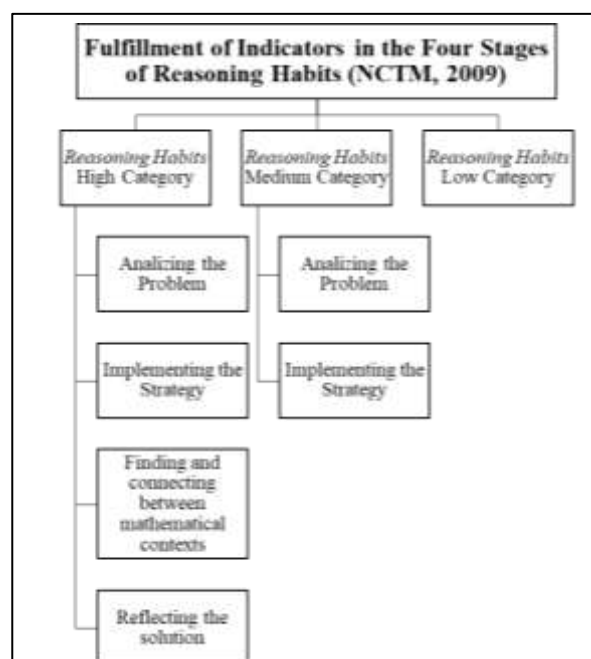 Fulfillment of Indicators in the Four Stages
of Reasoning Habits (NCTM, 2009)
Reasoning Habits
High Category
Reasoning Habits
Medium Category
Reasoning Habits
Low Category
Analizing the
Problem
Analizing the
Problem
Implementing the
Strategy
Implementing the
Strategy
Finding and
connecting
between
mathematical
contexts
Reflecting the
solution